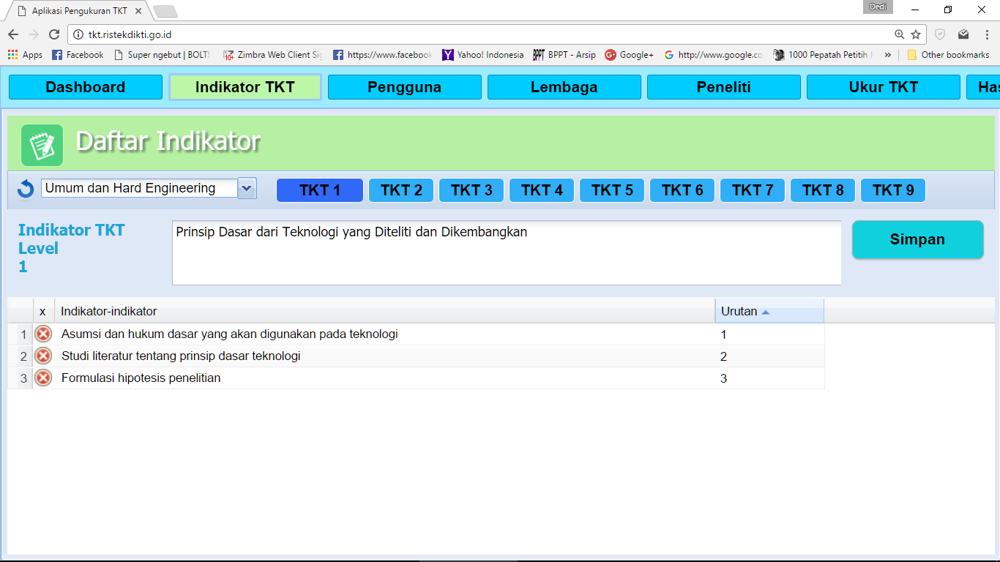 Aplikasi Pengukuran TKT
Dedi
tkt.ristekdikti.go.id
Apps Facebook Super ngebut | BOLT! Zimbra Web Client Sig https://www.facebook Yahoo! Indonesia BPPT - Arsip Google+ http://www.google.co 1000 Pepatah Petitih » Other bookmarks
Dashboard Indikator TKT Pengguna Lembaga Peneliti Ukur TKT Has
Daftar Indikator
Umum dan Hard Engineering TKT 1 TKT 2 TKT 3 TKT 4 TKT 5 TKT 6 TKT 7 TKT 8 TKT 9
Indikator TKT
Level
1
Prinsip Dasar dari Teknologi yang Diteliti dan Dikembangkan
Simpan
x Indikator-indikator Urutan
1 Asumsi dan hukum dasar yang akan digunakan pada teknologi 1
2 Studi literatur tentang prinsip dasar teknologi 2
3 Formulasi hipotesis penelitian 3